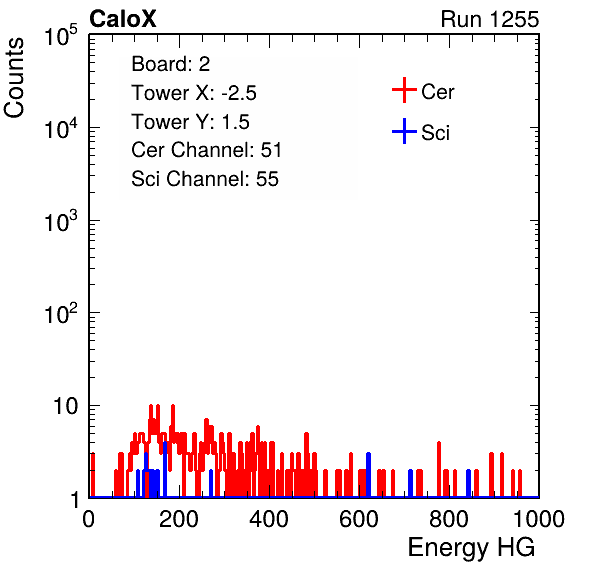 CaloX Run 1255
Counts
Board: 2
Tower X: -2.5
Tower Y: 1.5
Cer Channel: 51
Sci Channel: 55
Cer
Sci
10^5
10^4
10^3
10^2
10
1
0 200 400 600 800 1000
Energy HG